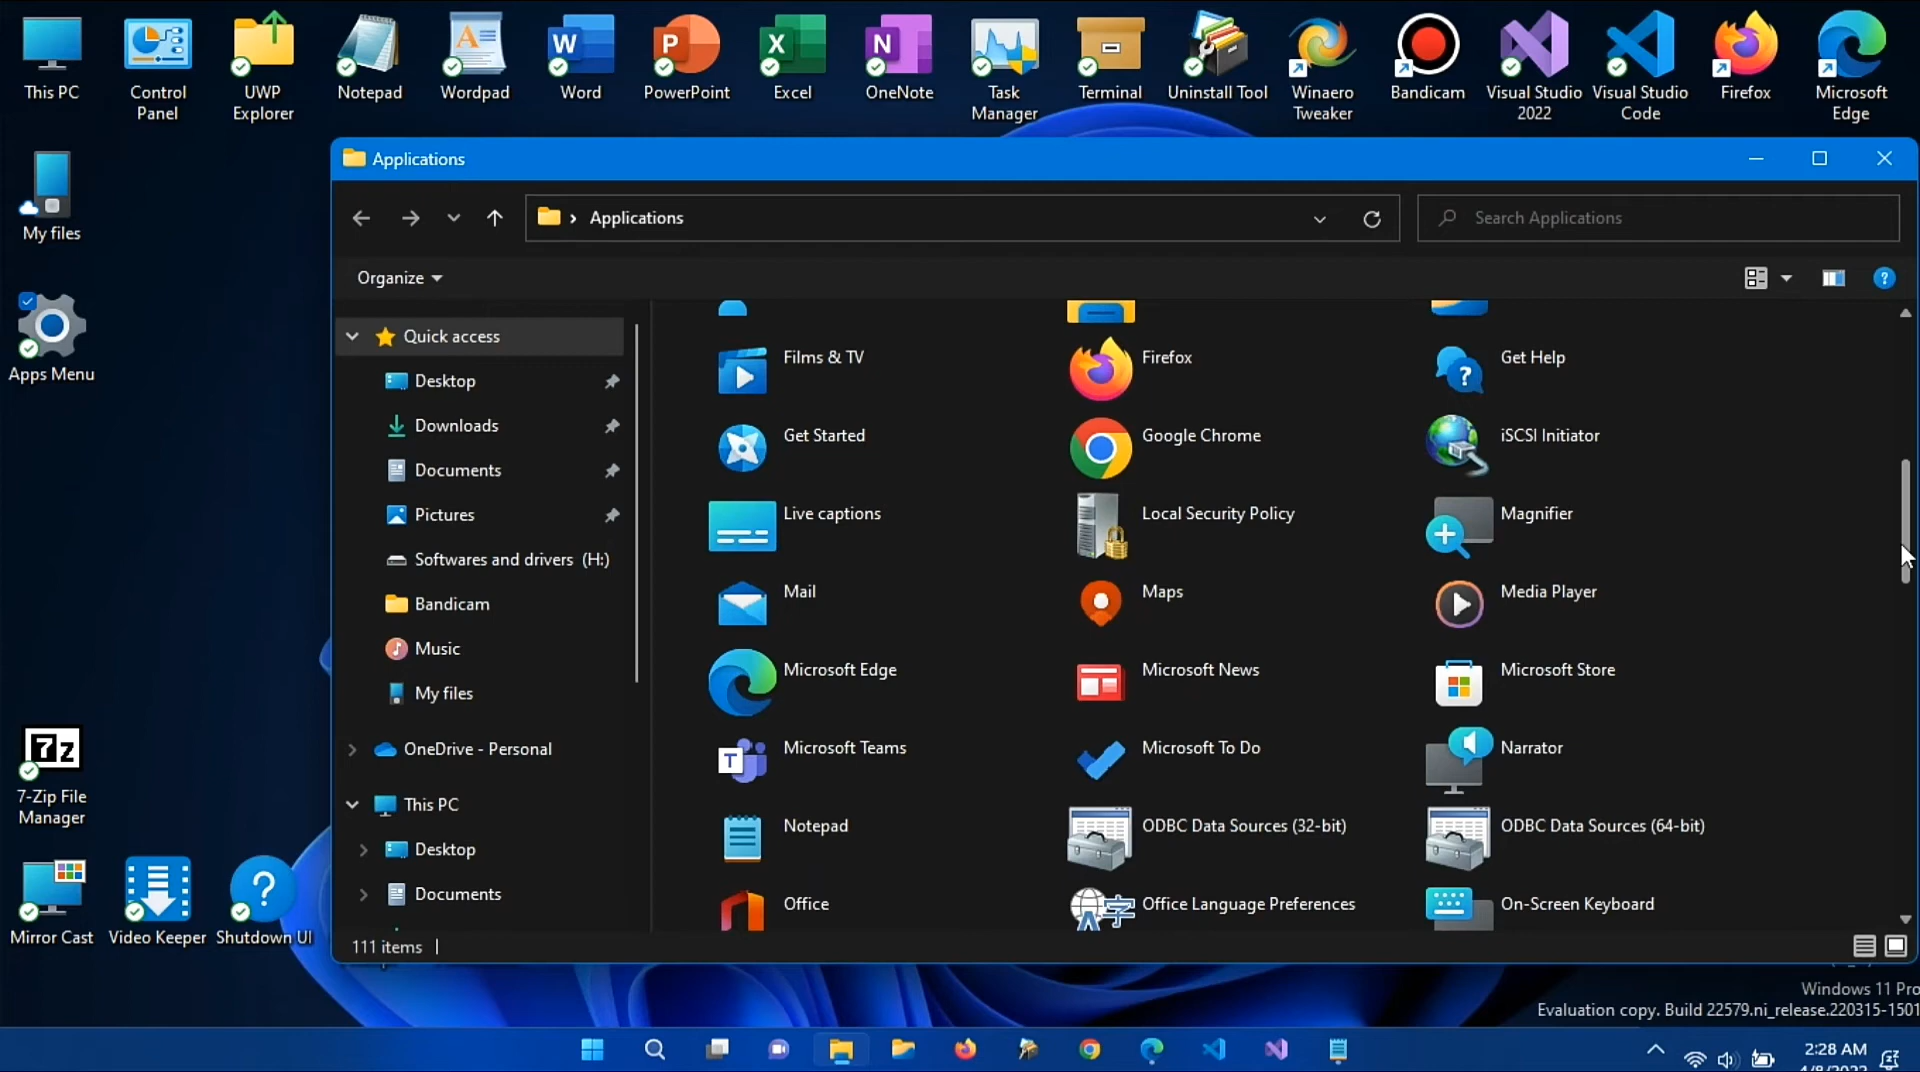 This PC
Control
Panel
UWP
Explorer
Notepad
Wordpad
Word
PowerPoint
Excel
OneNote
Task
Manager
Terminal
Uninstall Tool
Winaero
Tweaker
Bandicam
Visual Studio
2022
Visual Studio
Code
Firefox
Microsoft
Edge
My files
Apps Menu
7-Zip File
Manager
Mirror Cast
Video Keeper
Shutdown UI
Applications
Applications
Search Applications
Organize
Quick access
Desktop
Downloads
Documents
Pictures
Softwares and drivers (H:)
Bandicam
Music
My files
OneDrive - Personal
This PC
Desktop
Documents
Films & TV
Firefox
Get Help
Get Started
Google Chrome
iSCSI Initiator
Live captions
Local Security Policy
Magnifier
Mail
Maps
Media Player
Microsoft Edge
Microsoft News
Microsoft Store
Microsoft Teams
Microsoft To Do
Narrator
Notepad
ODBC Data Sources (32-bit)
ODBC Data Sources (64-bit)
Office
Office Language Preferences
On-Screen Keyboard
111 items
Windows 11 Pro
Evaluation copy. Build 22579.ni_release.220315-1501
2:28 AM